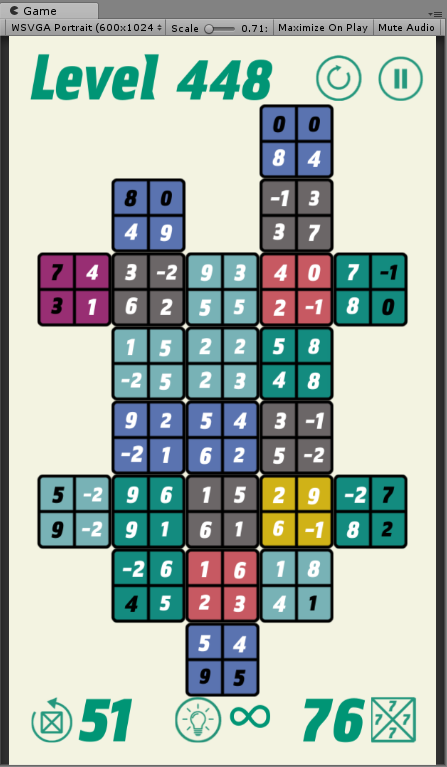 Game
WSVGA Portrait (600x1024 Scale 0.71: Maximize On Play Mute Audio
Level 448
0 0
8 4
8 0 -1 3
4 9 3 7
7 4 3 -2 9 3 4 0 7 -1
3 1 6 2 5 5 2 -1 8 0
1 5 2 2 5 8
-2 5 2 3 4 8
9 2 5 4 3 -1
-2 1 6 2 5 -2
5 -2 9 6 1 5 2 9 -2 7
9 -2 9 1 6 1 6 -1 8 2
-2 6 1 6 1 8
4 5 2 3 4 1
5 4
9 5
51 ∞ 76 7 7 7 7